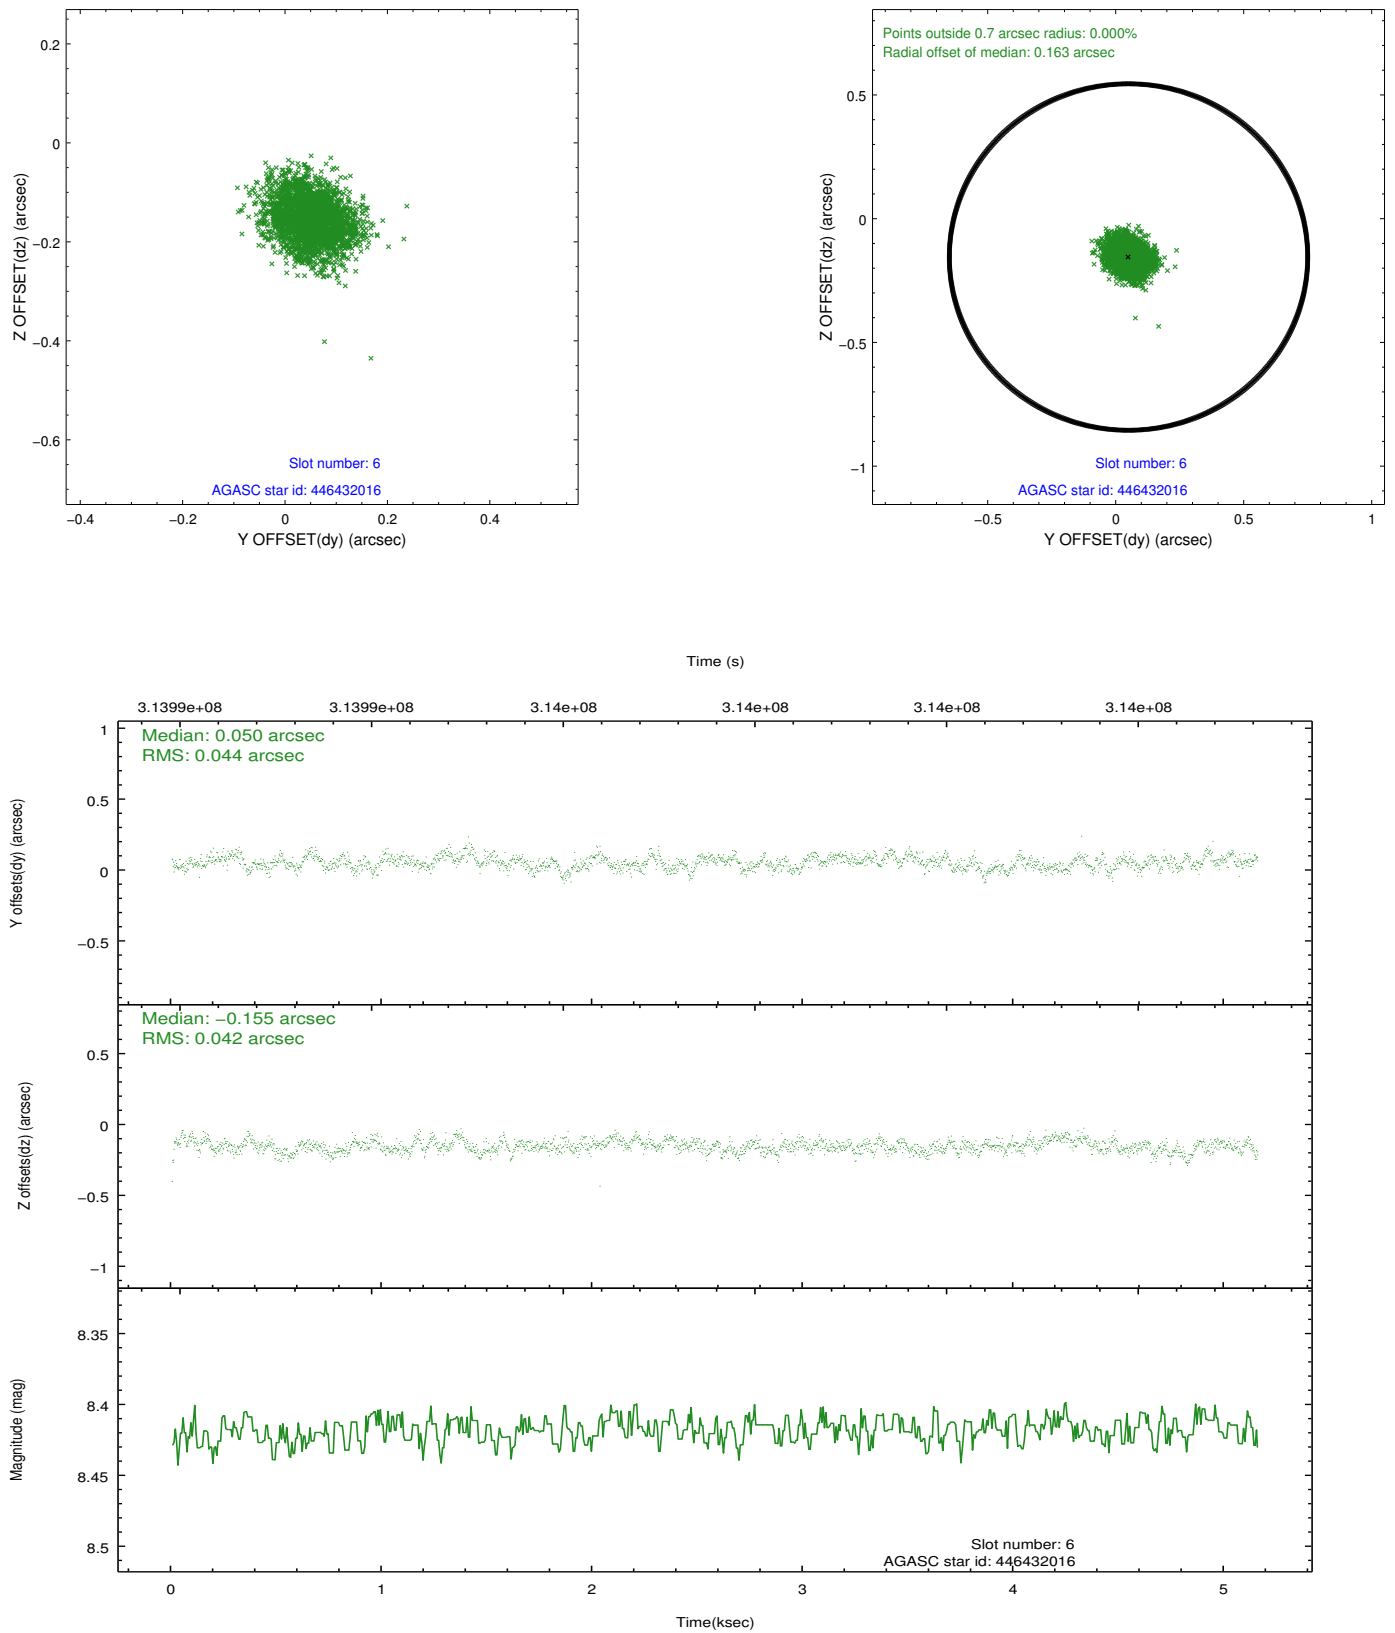 0.2
0
−0.2
−0.4
−0.6
Z OFFSET(dz) (arcsec)
Slot number: 6
AGASC star id: 446432016
−0.4
−0.2
0
0.2
0.4
Y OFFSET(dy) (arcsec)
Points outside 0.7 arcsec radius: 0.000%
Radial offset of median: 0.163 arcsec
0.5
0
−0.5
−1
Z OFFSET(dz) (arcsec)
Slot number: 6
AGASC star id: 446432016
−0.5
0
0.5
1
Y OFFSET(dy) (arcsec)
Time (s)
3.1399e+08
3.1399e+08
3.14e+08
3.14e+08
3.14e+08
3.14e+08
Median: 0.050 arcsec
RMS: 0.044 arcsec
1
0.5
0
−0.5
Y offsets(dy) (arcsec)
Median: −0.155 arcsec
RMS: 0.042 arcsec
0.5
0
−0.5
−1
Z offsets(dz) (arcsec)
8.35
8.4
8.45
8.5
Magnitude (mag)
Slot number: 6
AGASC star id: 446432016
0
1
2
3
4
5
Time(ksec)